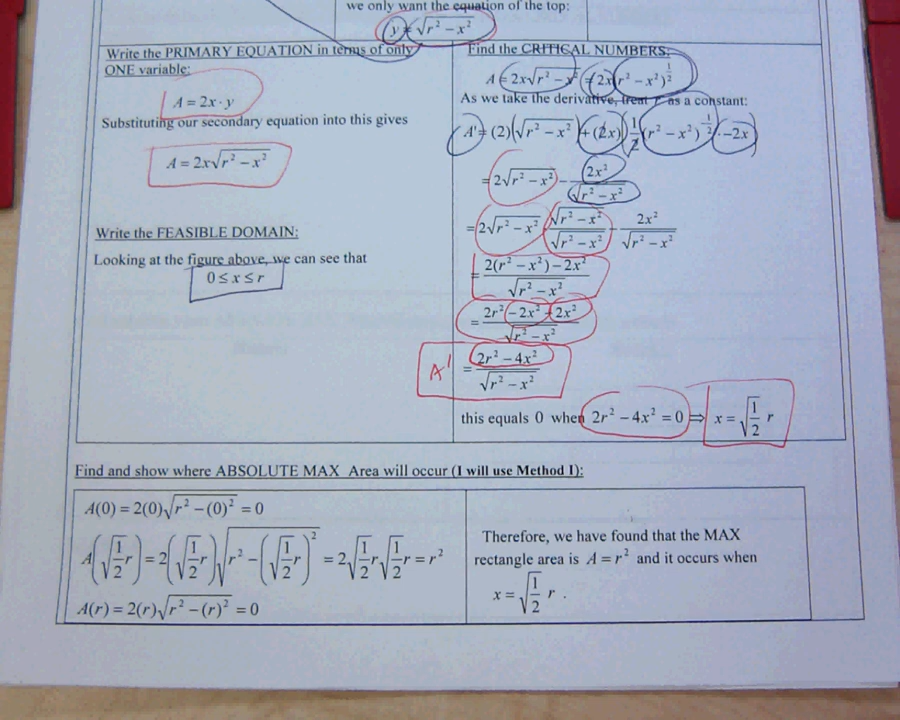 we only want the equation of the top:
y = √(r² − x²)
Write the PRIMARY EQUATION in terms of only
ONE variable:
A = 2x · y
Substituting our secondary equation into this gives
A = 2x√(r² − x²)
Write the FEASIBLE DOMAIN:
Looking at the figure above, we can see that
0 ≤ x ≤ r
Find the CRITICAL NUMBERS:
A = 2x√(r² − x²) = 2x(r² − x²)^(1/2)
As we take the derivative, treat r as a constant:
A' = (2)(√(r² − x²)) + (2x)(1/2 (r² − x²)^(−1/2) · −2x)
= 2√(r² − x²) − 2x²/√(r² − x²)
= 2√(r² − x²) · √(r² − x²)/√(r² − x²) − 2x²/√(r² − x²)
= (2(r² − x²) − 2x²)/√(r² − x²)
= (2r² − 2x² − 2x²)/√(r² − x²)
A' = (2r² − 4x²)/√(r² − x²)
this equals 0 when 2r² − 4x² = 0 ⇒ x = √(1/2) r
Find and show where ABSOLUTE MAX Area will occur (I will use Method I):
A(0) = 2(0)√(r² − (0)²) = 0
A(√(1/2) r) = 2(√(1/2) r)√(r² − (√(1/2) r)²) = 2√(1/2) r√(1/2) r = r²
A(r) = 2(r)√(r² − (r)²) = 0
Therefore, we have found that the MAX
rectangle area is A = r² and it occurs when
x = √(1/2) r .